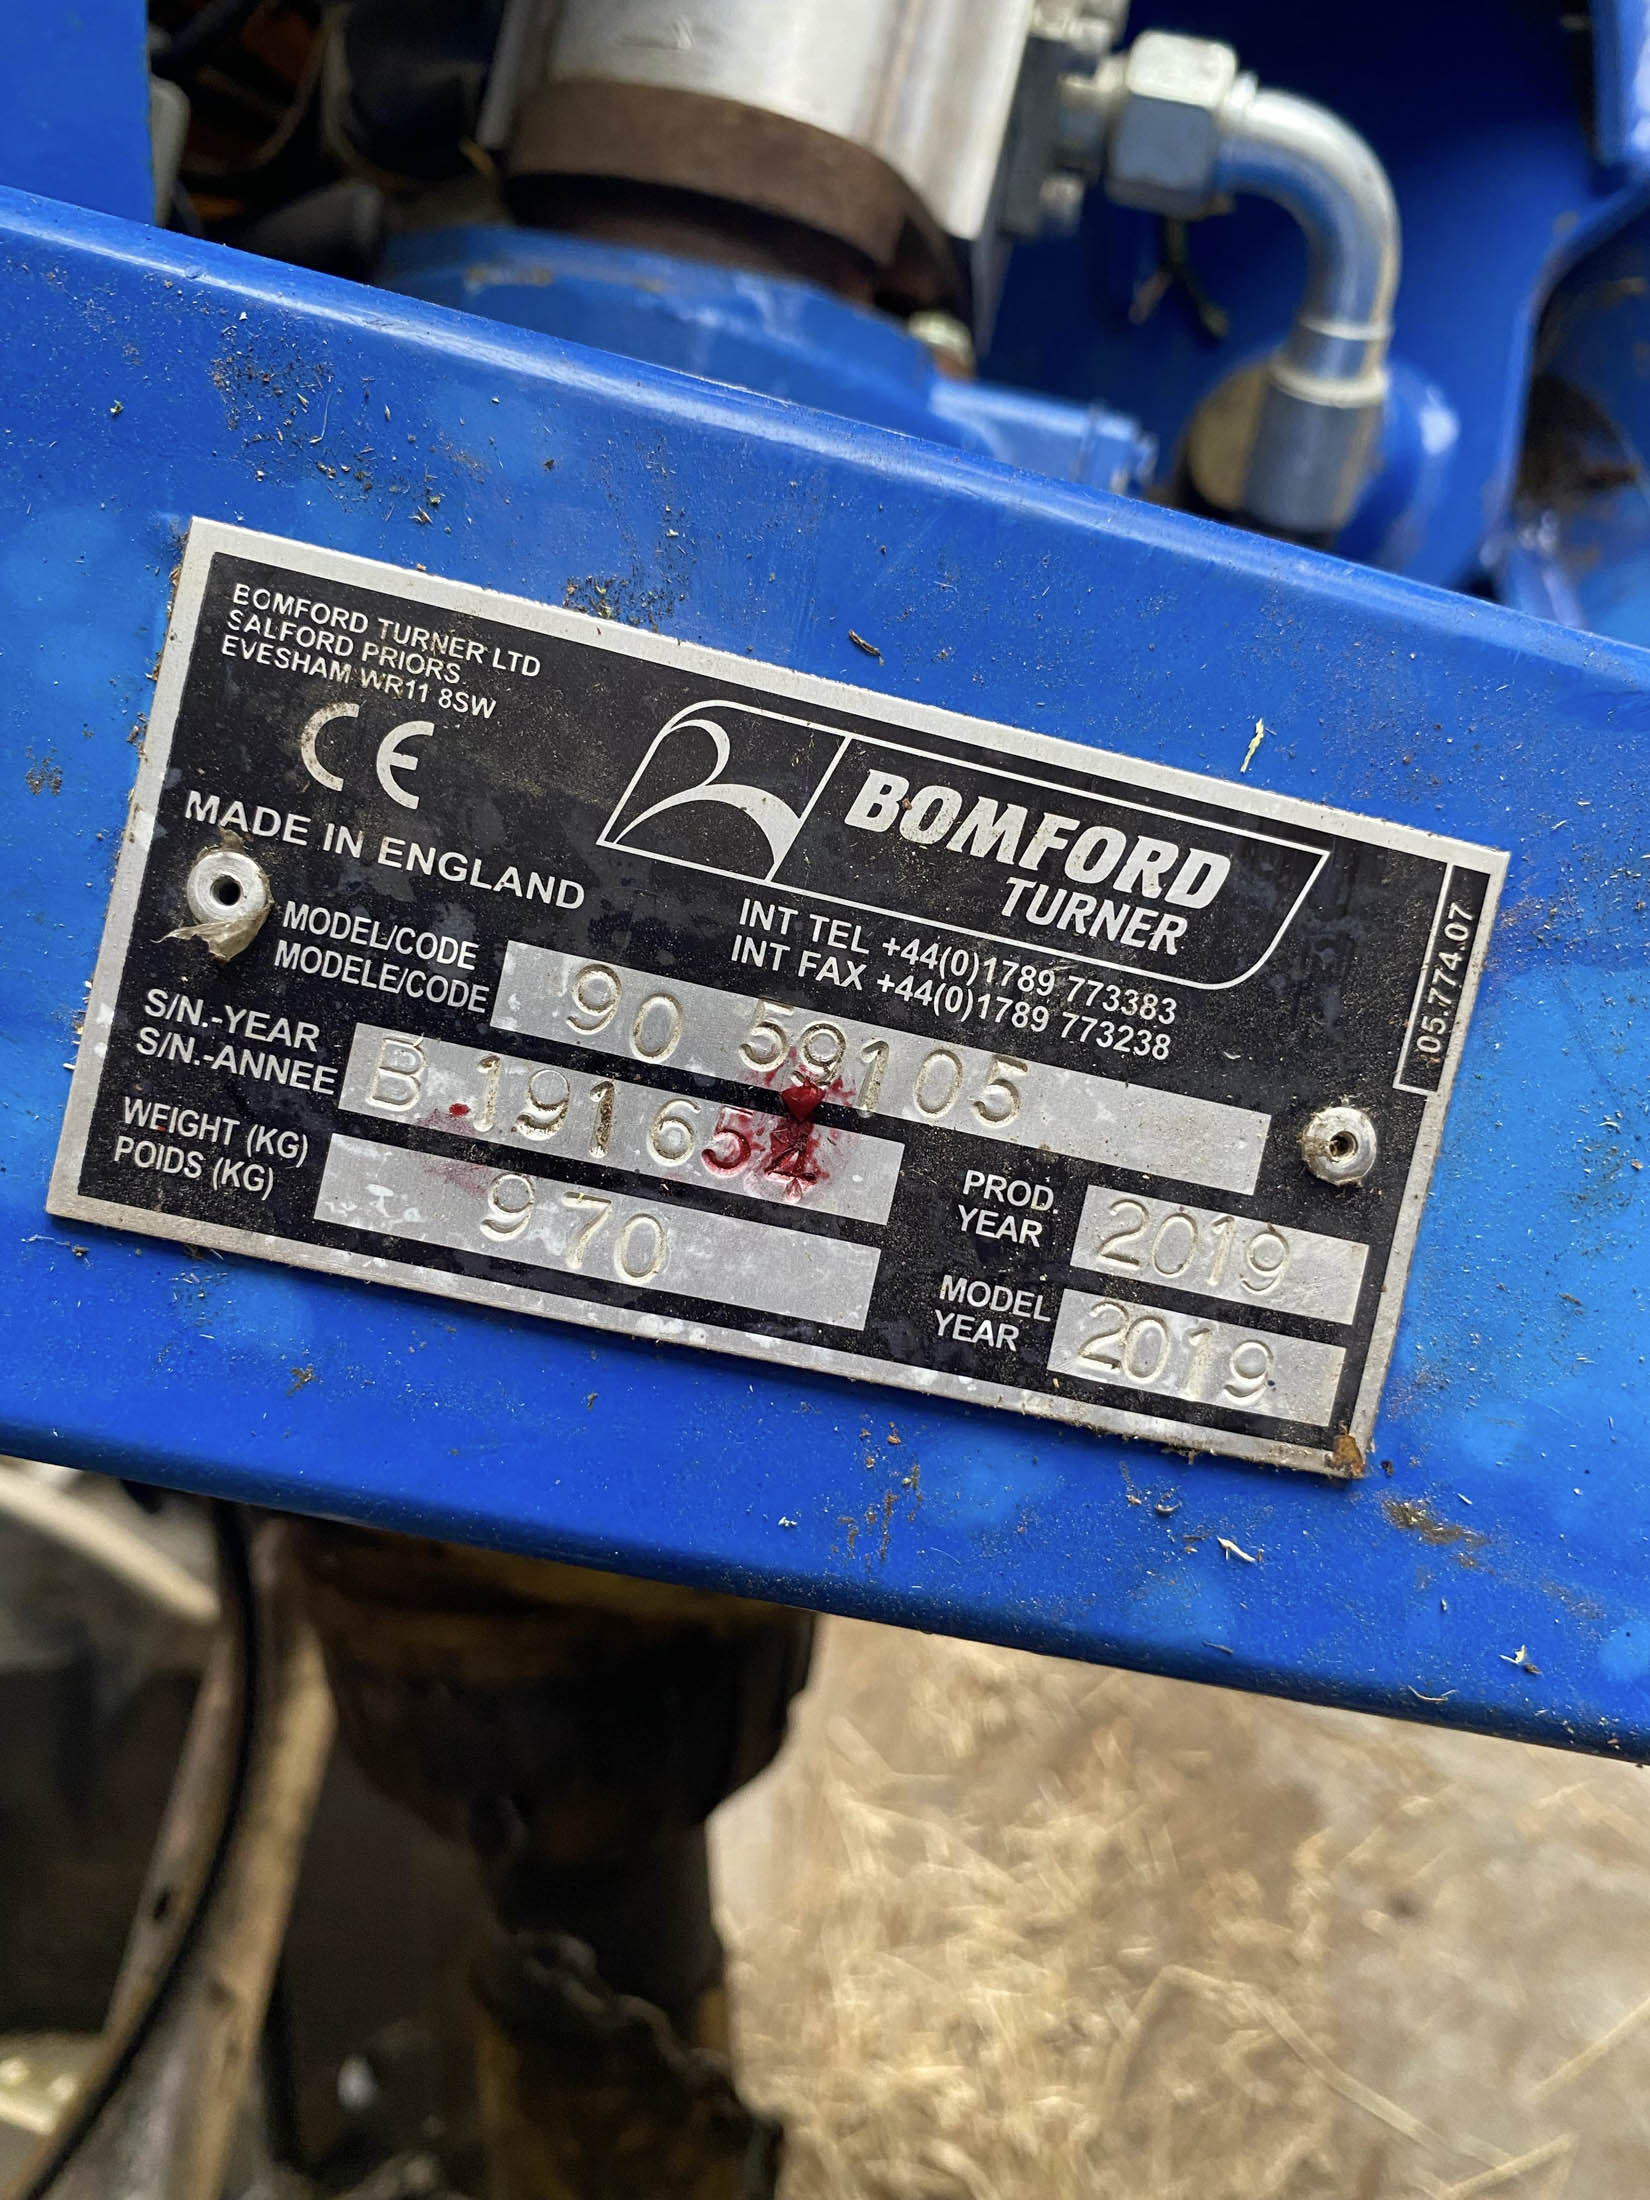 BOMFORD TURNER LTD
SALFORD PRIORS
EVESHAM WR11 8SW
CE
MADE IN ENGLAND
BOMFORD
TURNER
INT TEL +44(0)1789 773383
INT FAX +44(0)1789 773238
05.774.07
MODEL/CODE
MODELE/CODE
90 59105
S/N.-YEAR
S/N.-ANNEE
B 191654
WEIGHT (KG)
POIDS (KG)
970
PROD.
YEAR
2019
MODEL
YEAR
2019